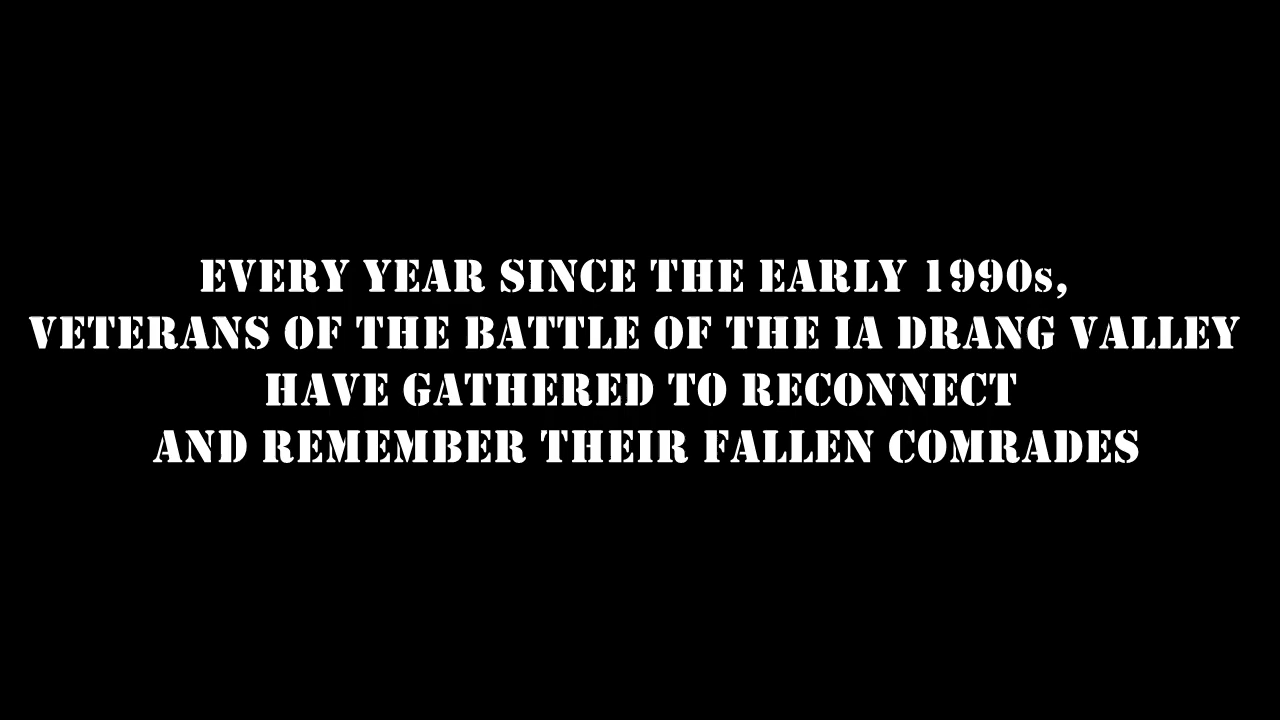 EVERY YEAR SINCE THE EARLY 1990s,
VETERANS OF THE BATTLE OF THE IA DRANG VALLEY
HAVE GATHERED TO RECONNECT
AND REMEMBER THEIR FALLEN COMRADES